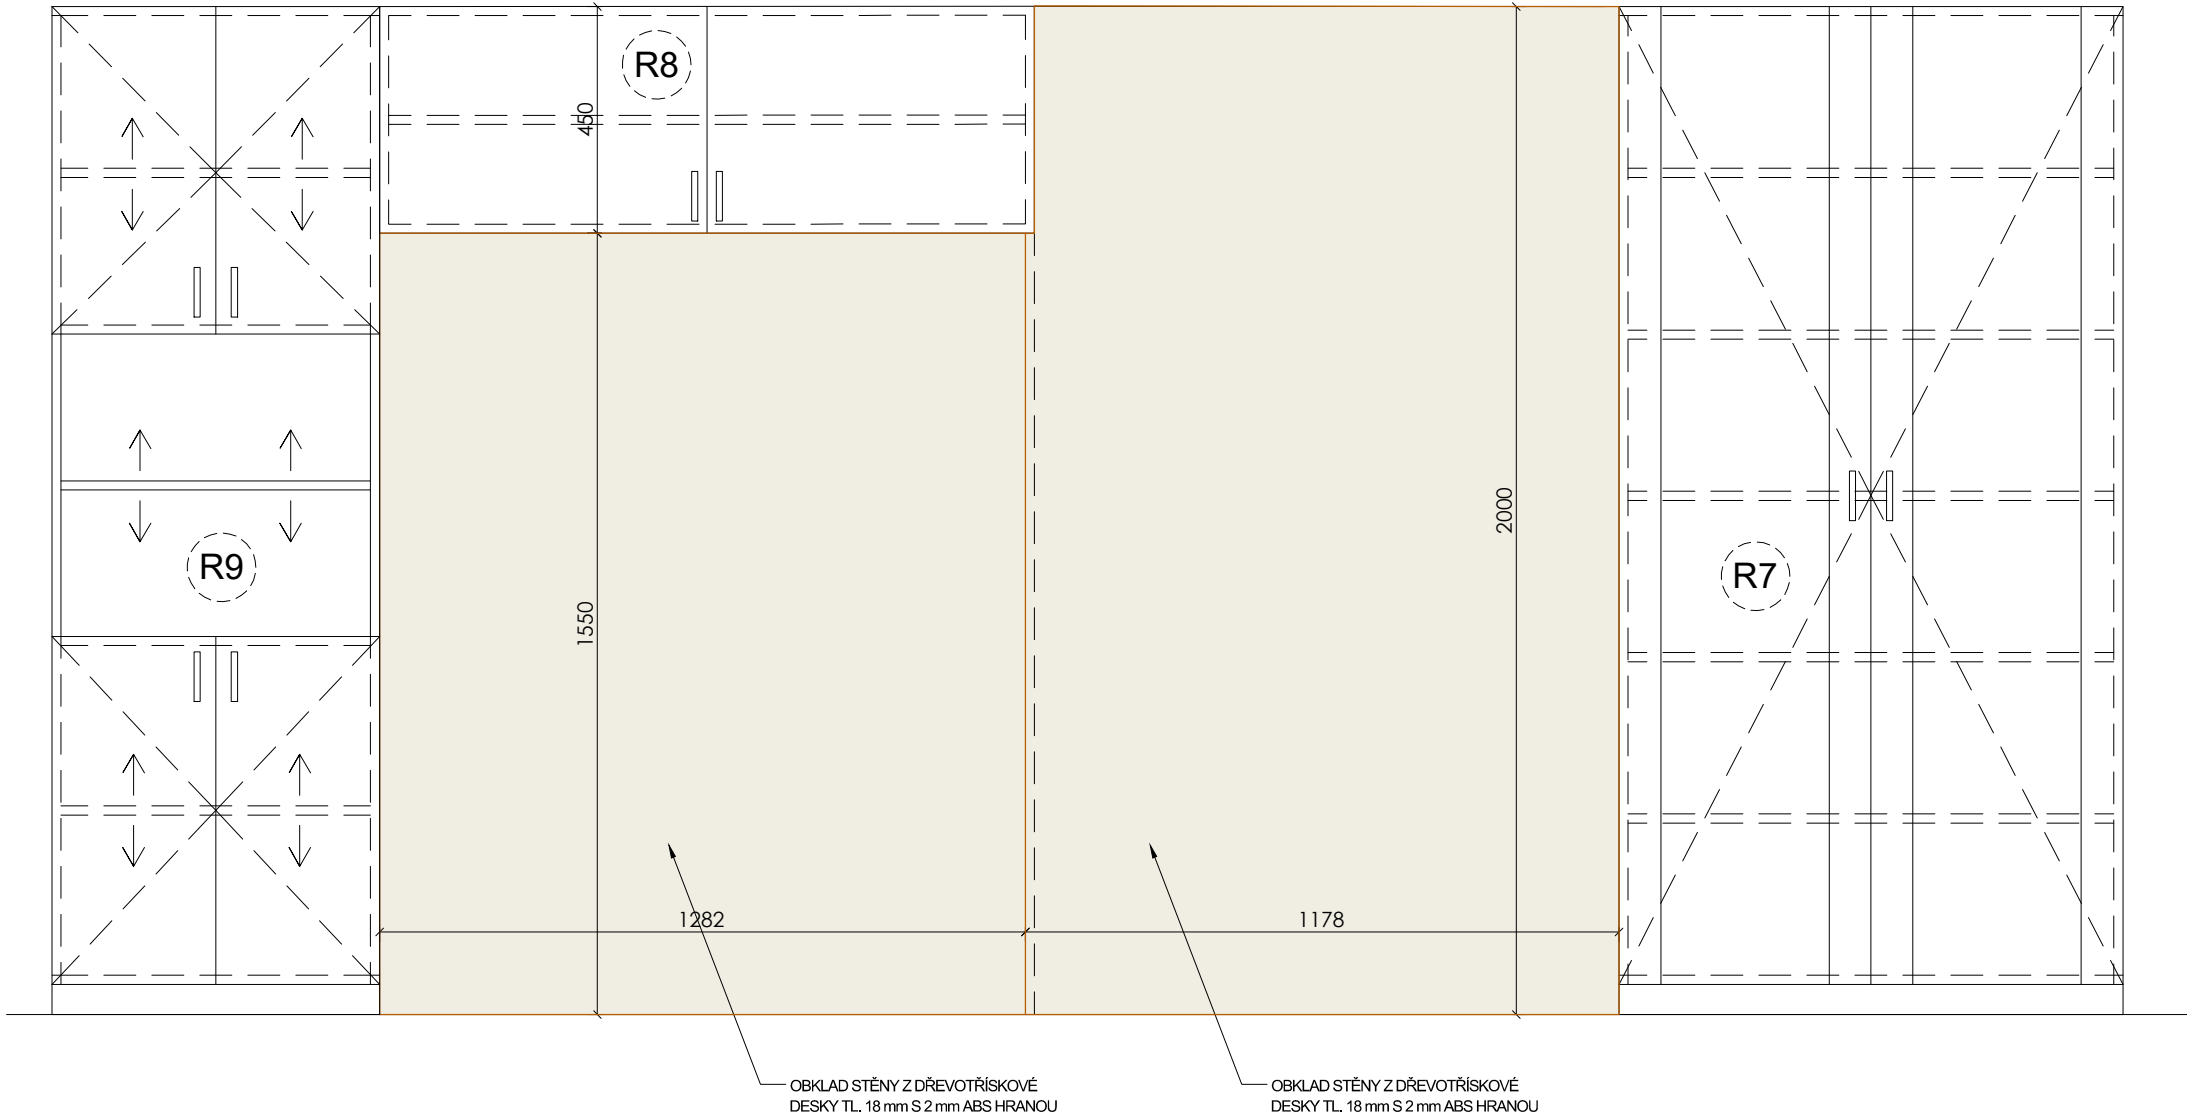 R8
450
2000
R9
R7
1550
1282
1178
OBKLAD STĚNY Z DŘEVOTŘÍSKOVÉ
DESKY TL. 18 mm S 2 mm ABS HRANOU
OBKLAD STĚNY Z DŘEVOTŘÍSKOVÉ
DESKY TL. 18 mm S 2 mm ABS HRANOU